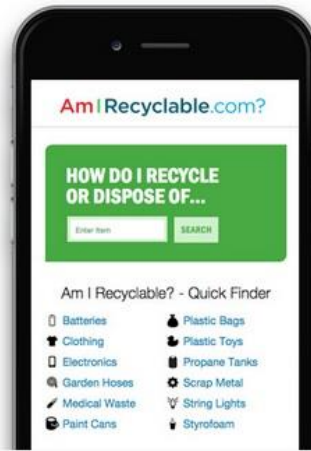 Am I Recyclable.com?
HOW DO I RECYCLE
OR DISPOSE OF...
Enter Item
SEARCH
Am I Recyclable? - Quick Finder
Batteries
Clothing
Electronics
Garden Hoses
Medical Waste
Paint Cans
Plastic Bags
Plastic Toys
Propane Tanks
Scrap Metal
String Lights
Styrofoam